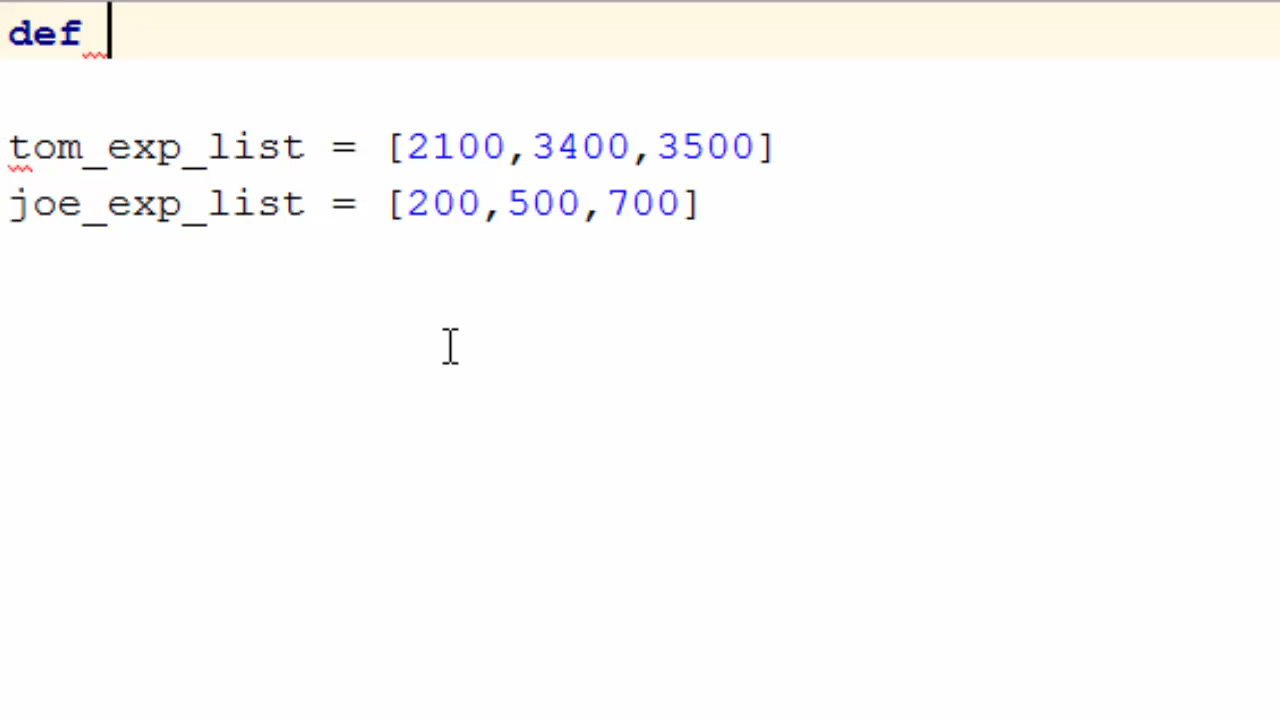 def
tom_exp_list = [2100,3400,3500]
joe_exp_list = [200,500,700]